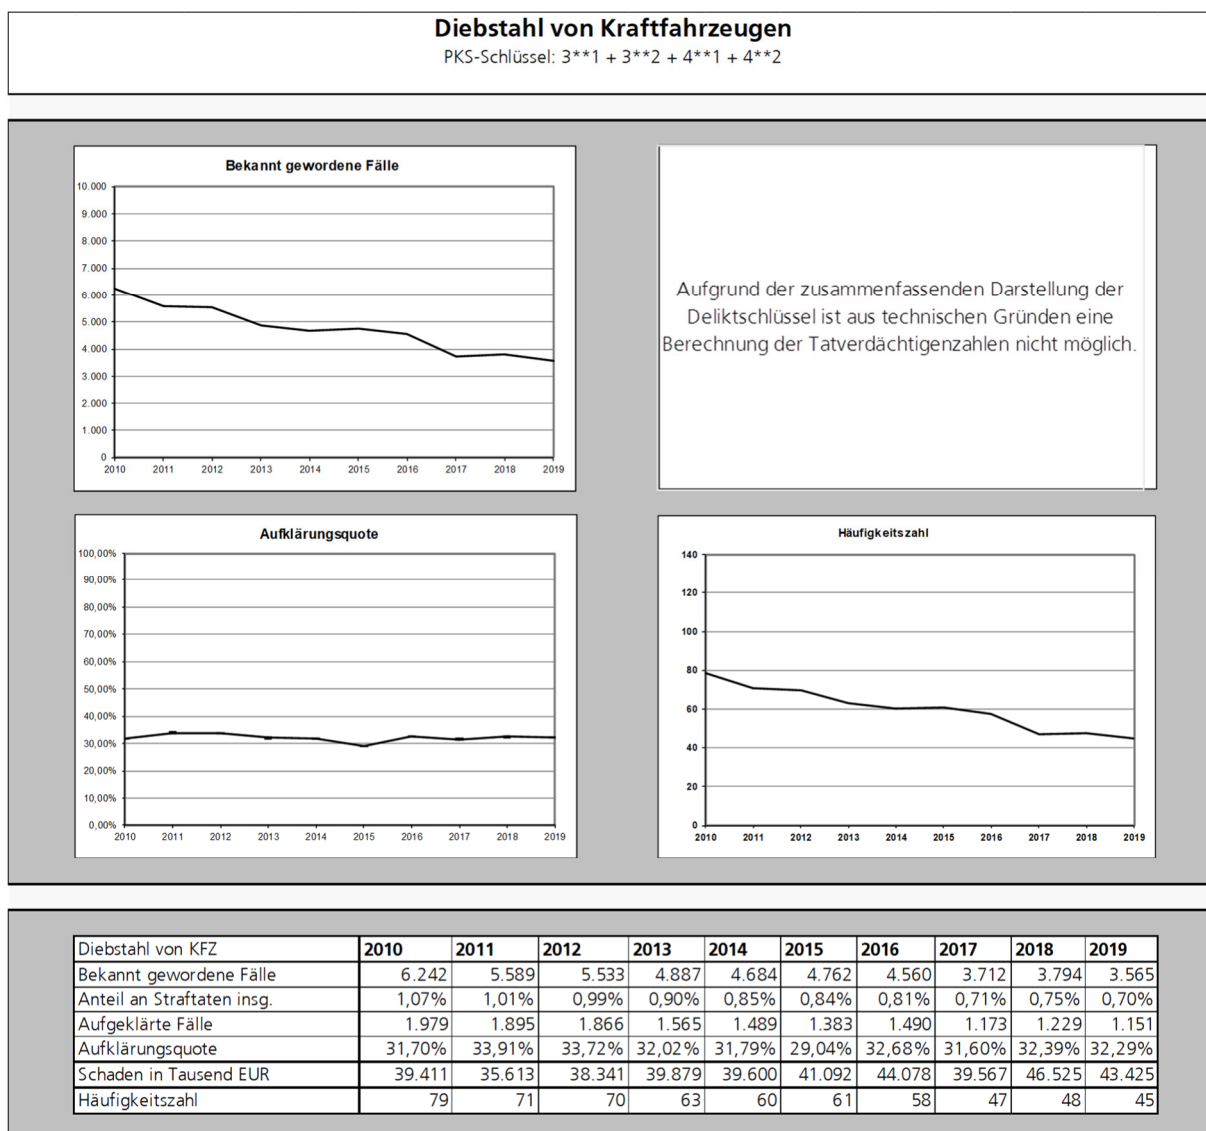 Diebstahl von Kraftfahrzeugen
PKS-Schlüssel: 3**1 + 3**2 + 4**1 + 4**2
Bekannt gewordene Fälle
10.000
9.000
8.000
7.000
6.000
5.000
4.000
3.000
2.000
1.000
0
2010 2011 2012 2013 2014 2015 2016 2017 2018 2019
Aufgrund der zusammenfassenden Darstellung der
Deliktschlüssel ist aus technischen Gründen eine
Berechnung der Tatverdächtigenzahlen nicht möglich.
Aufklärungsquote
100,00%
90,00%
80,00%
70,00%
60,00%
50,00%
40,00%
30,00%
20,00%
10,00%
0,00%
2010 2011 2012 2013 2014 2015 2016 2017 2018 2019
Häufigkeitszahl
140
120
100
80
60
40
20
0
2010 2011 2012 2013 2014 2015 2016 2017 2018 2019
Diebstahl von KFZ 2010 2011 2012 2013 2014 2015 2016 2017 2018 2019
Bekannt gewordene Fälle 6.242 5.589 5.533 4.887 4.684 4.762 4.560 3.712 3.794 3.565
Anteil an Straftaten insg. 1,07% 1,01% 0,99% 0,90% 0,85% 0,84% 0,81% 0,71% 0,75% 0,70%
Aufgeklärte Fälle 1.979 1.895 1.866 1.565 1.489 1.383 1.490 1.173 1.229 1.151
Aufklärungsquote 31,70% 33,91% 33,72% 32,02% 31,79% 29,04% 32,68% 31,60% 32,39% 32,29%
Schaden in Tausend EUR 39.411 35.613 38.341 39.879 39.600 41.092 44.078 39.567 46.525 43.425
Häufigkeitszahl 79 71 70 63 60 61 58 47 48 45